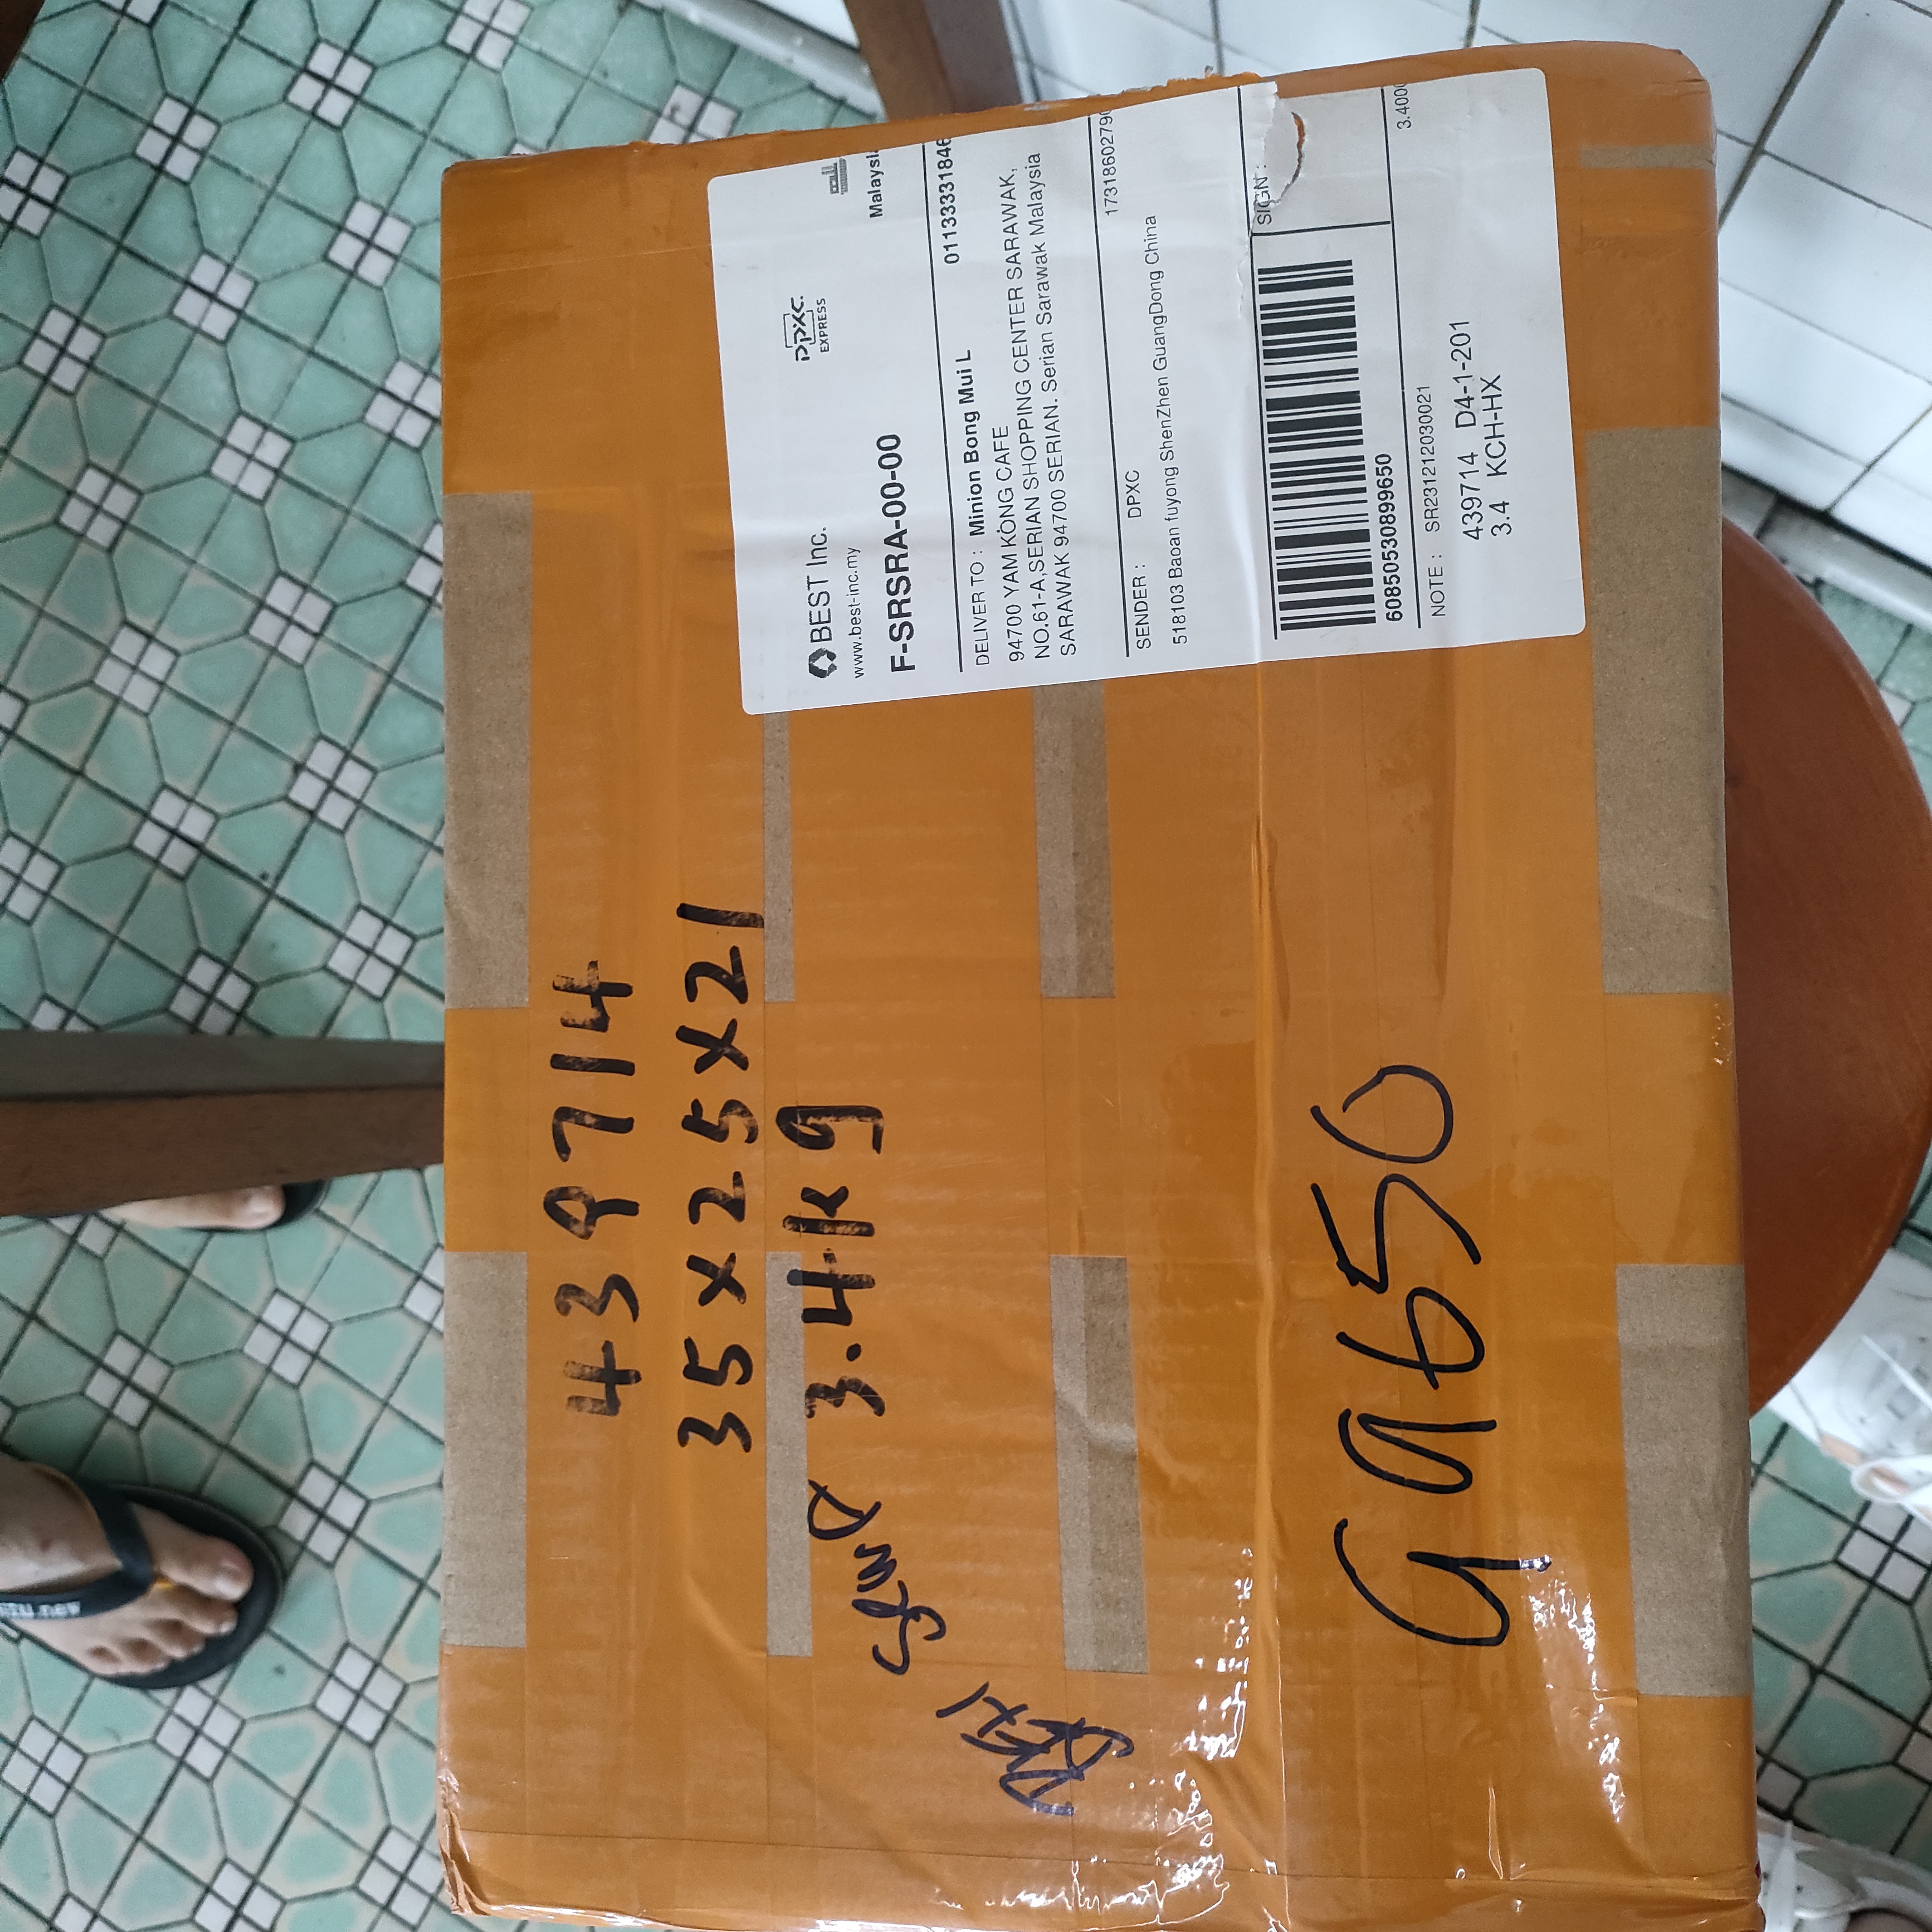 BEST Inc.
www.best-inc.my
DPXC.
EXPRESS
F-SRSRA-00-00
DELIVER TO : Minion Bong Mui L 01133331846
94700 YAM KONG CAFE
NO.61-A,SERIAN SHOPPING CENTER SARAWAK,
SARAWAK 94700 SERIAN. Serian Sarawak Malaysia
SENDER : DPXC
518103 Baoan fuyong ShenZhen GuangDong China
SIGN :
60850530899650
NOTE : SR231212030021 3.400
439714 D4-1-201
3.4 KCH-HX
439714
35x25x21
3.4kg
9650